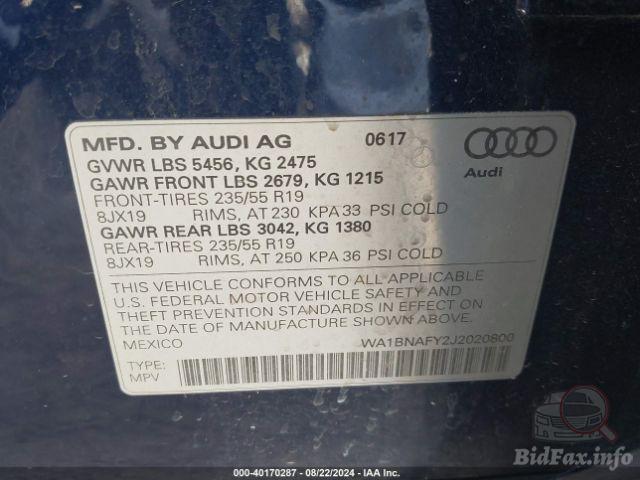 MFD. BY AUDI AG 0617
GVWR LBS 5456, KG 2475
GAWR FRONT LBS 2679, KG 1215
FRONT-TIRES 235/55 R19
8JX19 RIMS, AT 230 KPA 33 PSI COLD
GAWR REAR LBS 3042, KG 1380
REAR-TIRES 235/55 R19
8JX19 RIMS, AT 250 KPA 36 PSI COLD
Audi
THIS VEHICLE CONFORMS TO ALL APPLICABLE
U.S. FEDERAL MOTOR VEHICLE SAFETY AND
THEFT PREVENTION STANDARDS IN EFFECT ON
THE DATE OF MANUFACTURE SHOWN ABOVE.
MEXICO WA1BNAFY2J2020800
TYPE:
MPV
BidFax.info
000-40170287 - 08/22/2024 - IAA Inc.